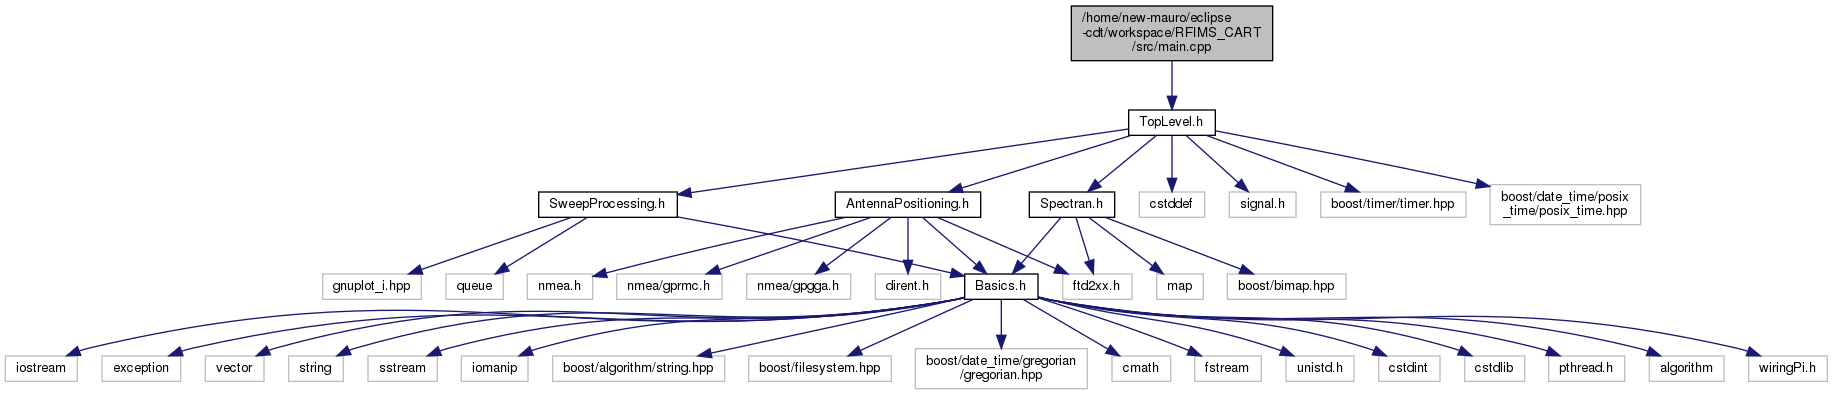 /home/new-mauro/eclipse
-cdt/workspace/RFIMS_CART
/src/main.cpp
TopLevel.h
SweepProcessing.h
AntennaPositioning.h
Spectran.h
cstddef
signal.h
boost/timer/timer.hpp
boost/date_time/posix
_time/posix_time.hpp
gnuplot_i.hpp
queue
nmea.h
nmea/gprmc.h
nmea/gpgga.h
dirent.h
Basics.h
ftd2xx.h
map
boost/bimap.hpp
iostream
exception
vector
string
sstream
iomanip
boost/algorithm/string.hpp
boost/filesystem.hpp
boost/date_time/gregorian
/gregorian.hpp
cmath
fstream
unistd.h
cstdint
cstdlib
pthread.h
algorithm
wiringPi.h